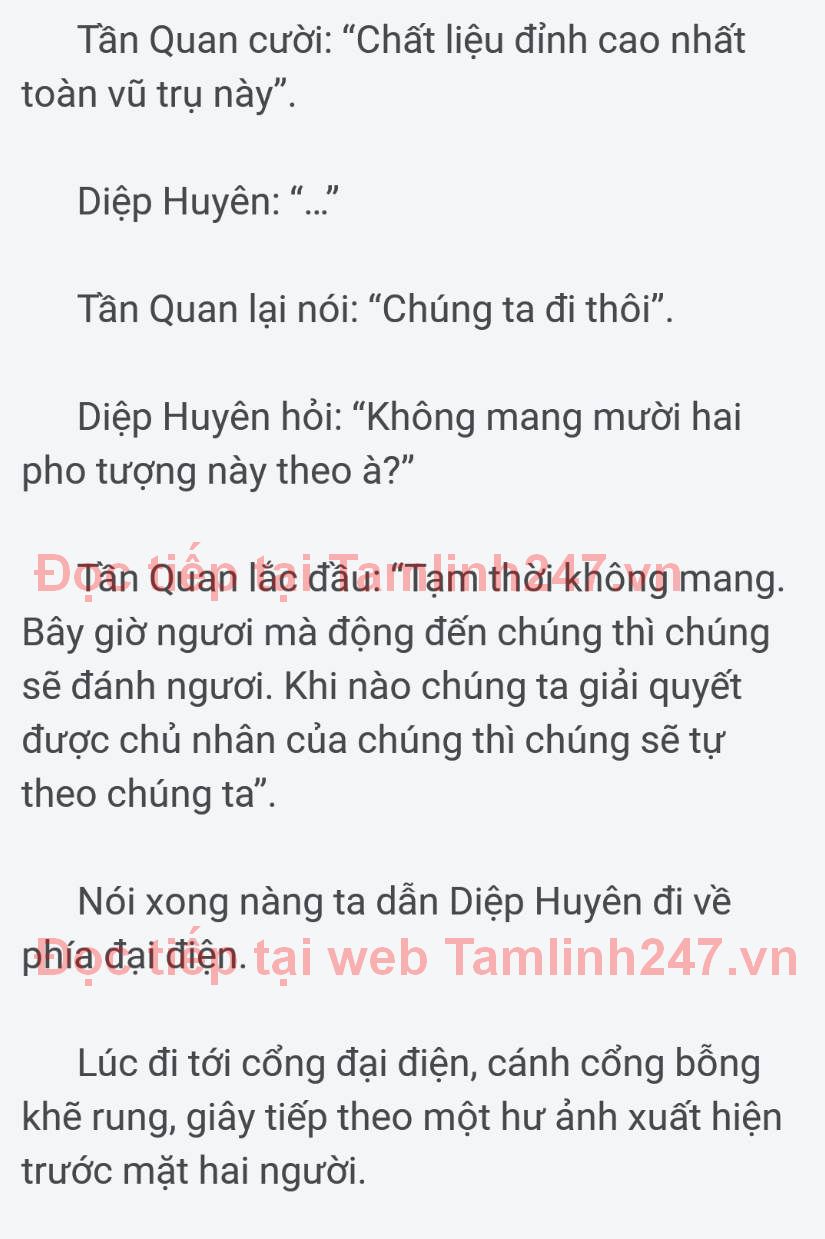 Tần Quan cười: “Chất liệu đỉnh cao nhất
toàn vũ trụ này”.
Diệp Huyên: “...”
Tần Quan lại nói: “Chúng ta đi thôi”.
Diệp Huyên hỏi: “Không mang mười hai
pho tượng này theo à?”
Đọc tiếp tại Tamlinh247.vn
Tần Quan lắc đầu: “Tạm thời không mang.
Bây giờ ngươi mà động đến chúng thì chúng
sẽ đánh ngươi. Khi nào chúng ta giải quyết
được chủ nhân của chúng thì chúng sẽ tự
theo chúng ta”.
Nói xong nàng ta dẫn Diệp Huyên đi về
phía đại điện.
Đọc tiếp tại web Tamlinh247.vn
Lúc đi tới cổng đại điện, cánh cổng bỗng
khẽ rung, giây tiếp theo một hư ảnh xuất hiện
trước mặt hai người.